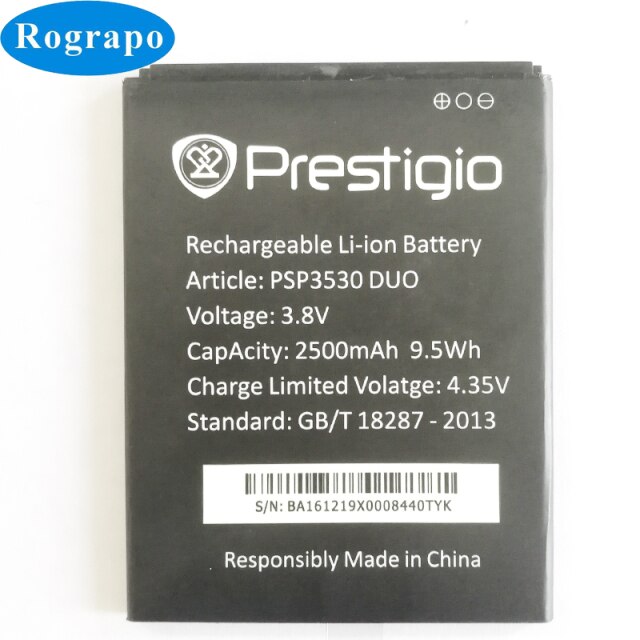 Rograpo
⊕○⊖
Prestigio
Rechargeable Li-ion Battery
Article: PSP3530 DUO
Voltage: 3.8V
CapAcity: 2500mAh 9.5Wh
Charge Limited Volatge: 4.35V
Standard: GB/T 18287 - 2013
S/N: BA161219X0008440TYK
Responsibly Made in China